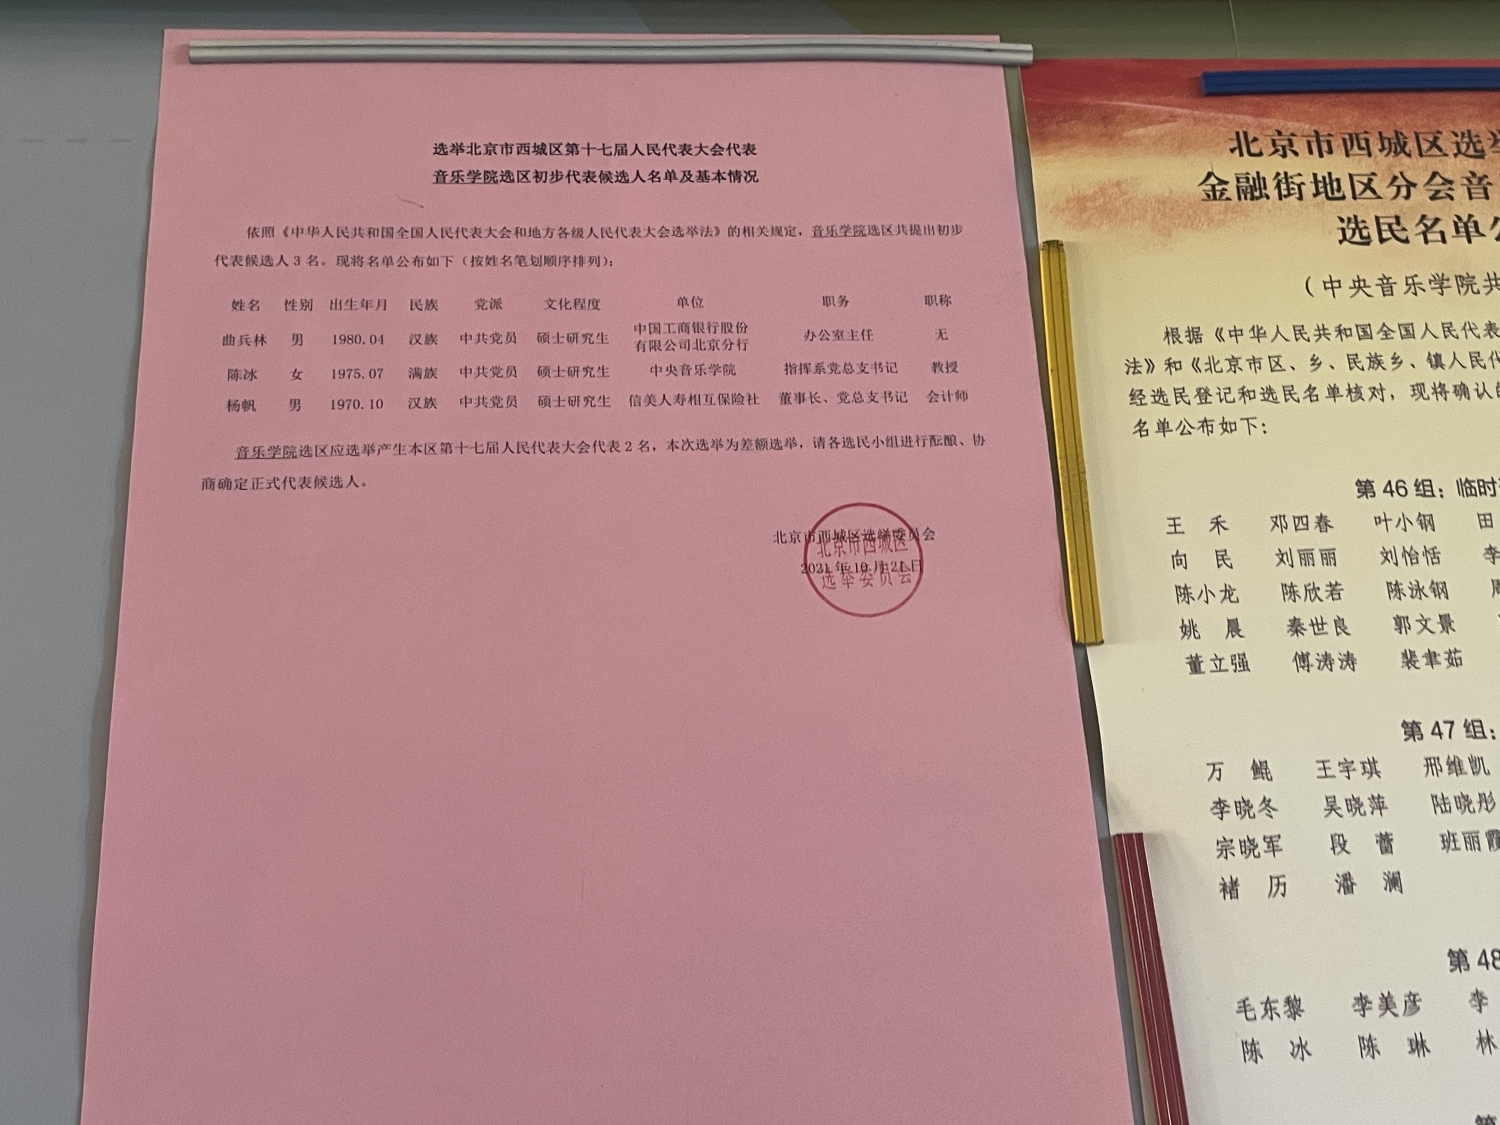 选举北京市西城区第十七届人民代表大会代表
音乐学院选区初步代表候选人名单及基本情况
依照《中华人民共和国全国人民代表大会和地方各级人民代表大会选举法》的相关规定，音乐学院选区共提出初步
代表候选人 3 名。现将名单公布如下（按姓名笔划顺序排列）：
姓名 性别 出生年月 民族 党派 文化程度 单位 职务 职称
曲兵林 男 1980.04 汉族 中共党员 硕士研究生 中国工商银行股份 办公室主任 无
有限公司北京分行
陈冰 女 1975.07 满族 中共党员 硕士研究生 中央音乐学院 指挥系党总支书记 教授
杨帆 男 1970.10 汉族 中共党员 硕士研究生 信美人寿相互保险社 董事长、党总支书记 会计师
音乐学院选区应选举产生本区第十七届人民代表大会代表 2 名，本次选举为差额选举，请各选民小组进行酝酿、协
商确定正式代表候选人。
北京市西城区选举委员会
2021 年 10 月 21 日
北京市西城区
选举委员会
北京市西城区选举
金融街地区分会音
选民名单公
（中央音乐学院共
根据《中华人民共和国全国人民代表
法》和《北京市区、乡、民族乡、镇人民代
经选民登记和选民名单核对，现将确认的
名单公布如下：
第 46 组：临时
王 禾 邓四春 叶小钢 田
向 民 刘丽丽 刘怡恬 李
陈小龙 陈欣若 陈泳钢 周
姚 晨 秦世良 郭文景
董立强 傅涛涛 裴聿茹
第 47 组：
万 鲲 王宇琪 邢维凯
李晓冬 吴晓萍 陆晓彤
宗晓军 段 蕾 班丽霞
褚 历 潘 澜
第 48
毛东黎 李美彦 李
陈 冰 陈 琳 林
第